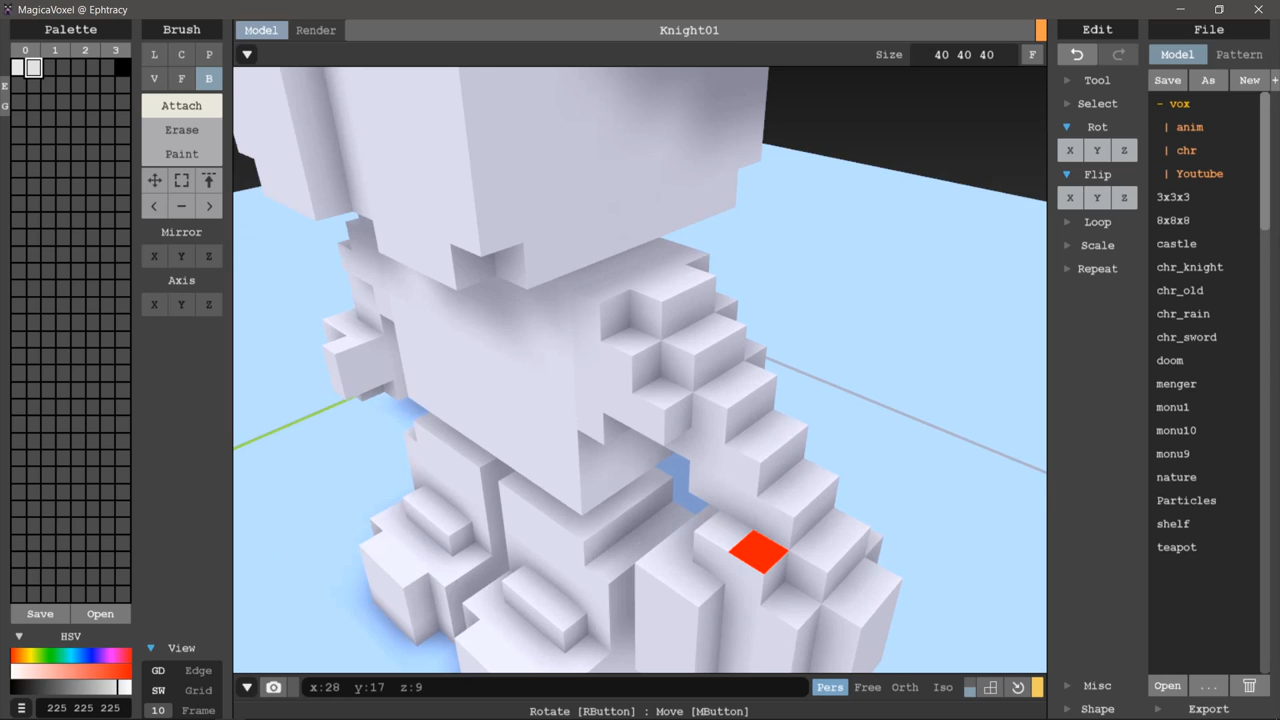 MagicaVoxel @ Ephtracy
Palette
0 1 2 3
E
G
Save Open
HSV
225 225 225
Brush
L C P
V F B
Attach
Erase
Paint
Mirror
X Y Z
Axis
X Y Z
View
GD Edge
SW Grid
10 Frame
Model Render Knight01
Size 40 40 40 F
x:28 y:17 z:9
Pers Free Orth Iso
Rotate [RButton] : Move [MButton]
Edit
Tool
Select
Rot
X Y Z
Flip
X Y Z
Loop
Scale
Repeat
Misc
Shape
File
Model Pattern
Save As New +
- vox
| anim
| chr
| Youtube
3x3x3
8x8x8
castle
chr_knight
chr_old
chr_rain
chr_sword
doom
menger
monu1
monu10
monu9
nature
Particles
shelf
teapot
Open ...
Export